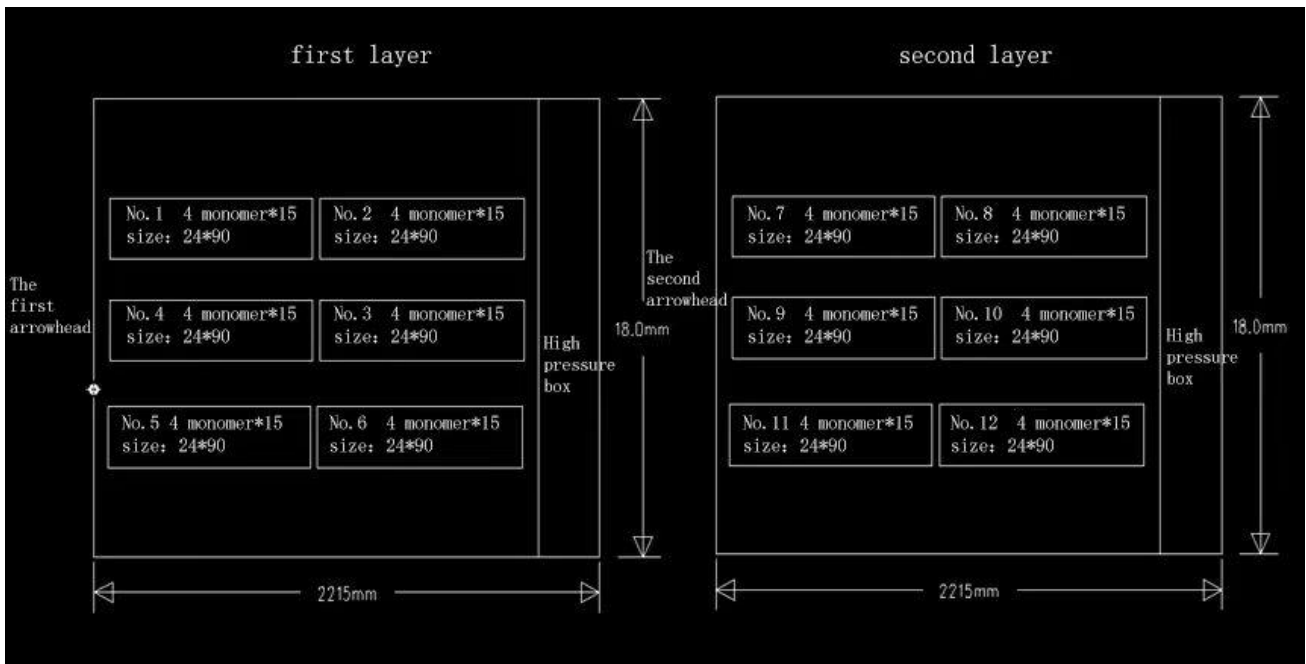 first layer
second layer
No.1 4 monomer*15
size: 24*90
No.2 4 monomer*15
size: 24*90
No.7 4 monomer*15
size: 24*90
No.8 4 monomer*15
size: 24*90
The
first
arrowhead
No.4 4 monomer*15
size: 24*90
No.3 4 monomer*15
size: 24*90
High
pressure
box
The
second
arrowhead
18.0mm
No.9 4 monomer*15
size: 24*90
No.10 4 monomer*15
size: 24*90
High
pressure
box
18.0mm
No.5 4 monomer*15
size: 24*90
No.6 4 monomer*15
size: 24*90
No.11 4 monomer*15
size: 24*90
No.12 4 monomer*15
size: 24*90
2215mm
2215mm